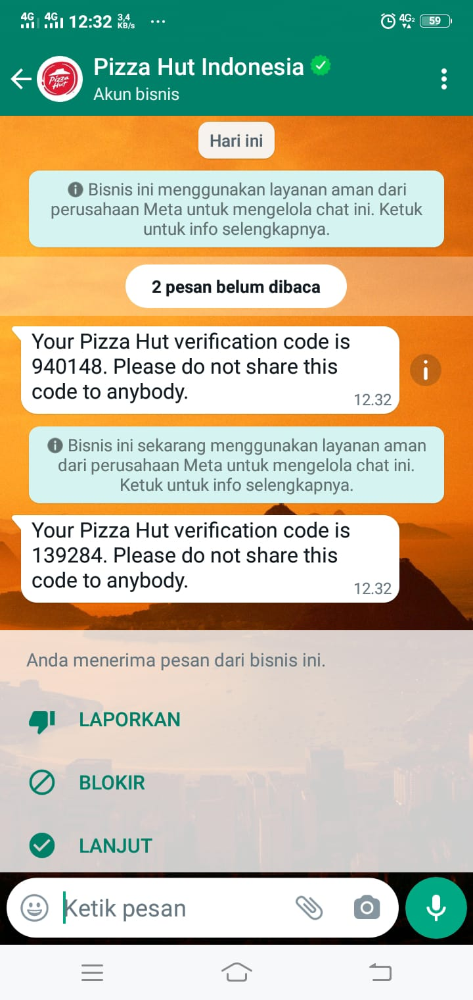 4G 4G 12:32 3,4 KB/s ... 4G2 59
Pizza Hut Indonesia
Pizza Hut
Akun bisnis
Hari ini
Bisnis ini menggunakan layanan aman dari
perusahaan Meta untuk mengelola chat ini. Ketuk
untuk info selengkapnya.
2 pesan belum dibaca
Your Pizza Hut verification code is
940148. Please do not share this
code to anybody.
12.32
Bisnis ini sekarang menggunakan layanan aman
dari perusahaan Meta untuk mengelola chat ini.
Ketuk untuk info selengkapnya.
Your Pizza Hut verification code is
139284. Please do not share this
code to anybody.
12.32
Anda menerima pesan dari bisnis ini.
LAPORKAN
BLOKIR
LANJUT
Ketik pesan